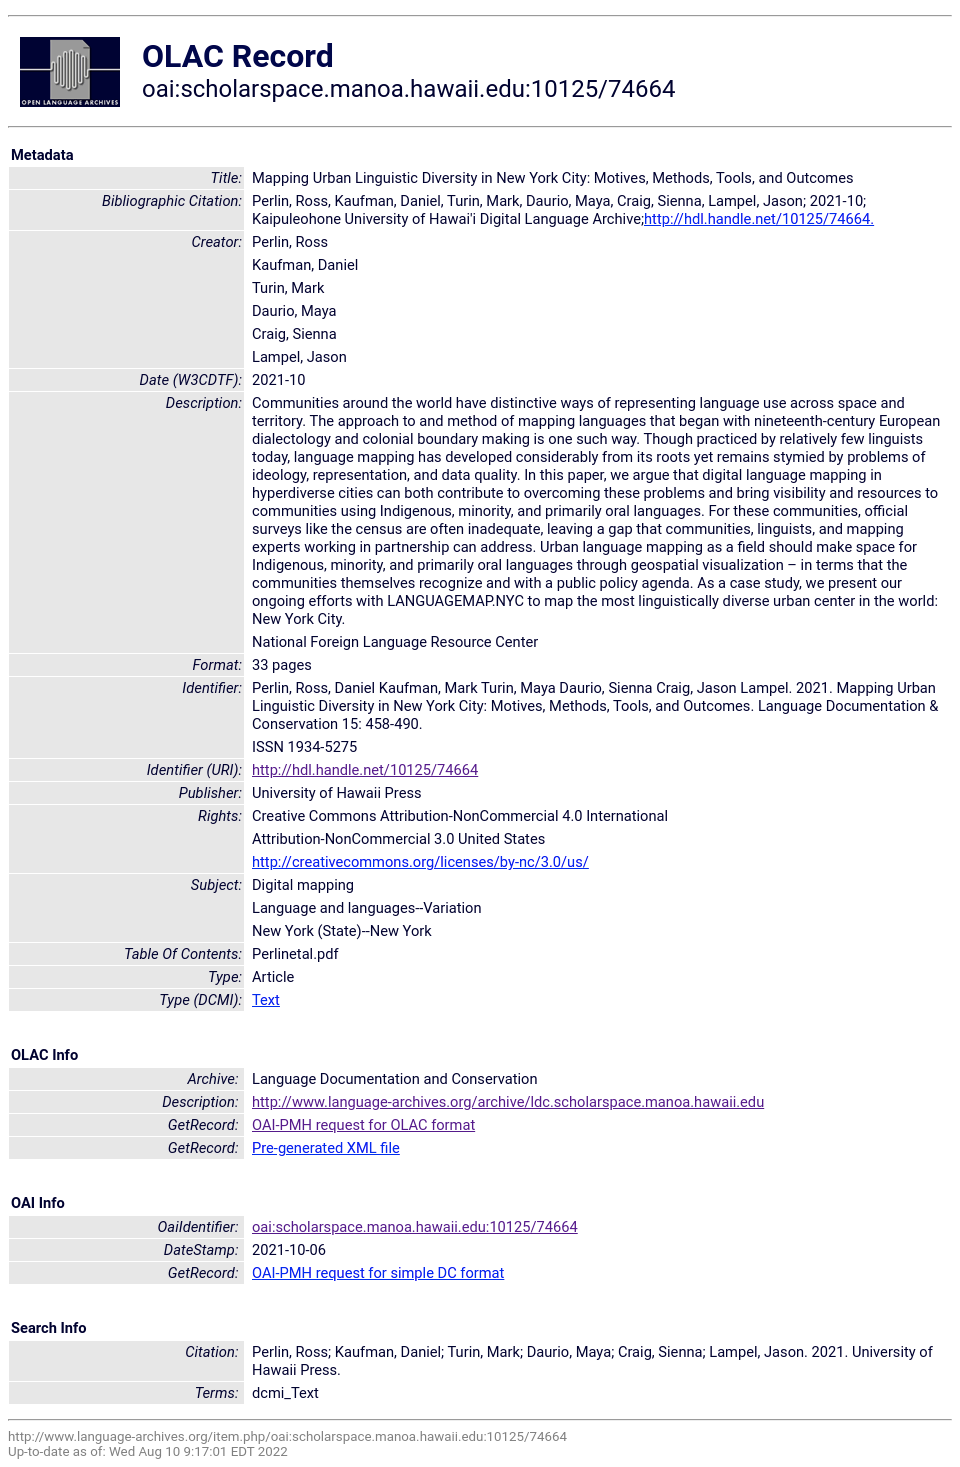 OPEN LANGUAGE ARCHIVES
OLAC Record
oai:scholarspace.manoa.hawaii.edu:10125/74664
Metadata
Title: Mapping Urban Linguistic Diversity in New York City: Motives, Methods, Tools, and Outcomes
Bibliographic Citation: Perlin, Ross, Kaufman, Daniel, Turin, Mark, Daurio, Maya, Craig, Sienna, Lampel, Jason; 2021-10;
Kaipuleohone University of Hawai'i Digital Language Archive;http://hdl.handle.net/10125/74664.
Creator: Perlin, Ross
Kaufman, Daniel
Turin, Mark
Daurio, Maya
Craig, Sienna
Lampel, Jason
Date (W3CDTF): 2021-10
Description: Communities around the world have distinctive ways of representing language use across space and
territory. The approach to and method of mapping languages that began with nineteenth-century European
dialectology and colonial boundary making is one such way. Though practiced by relatively few linguists
today, language mapping has developed considerably from its roots yet remains stymied by problems of
ideology, representation, and data quality. In this paper, we argue that digital language mapping in
hyperdiverse cities can both contribute to overcoming these problems and bring visibility and resources to
communities using Indigenous, minority, and primarily oral languages. For these communities, official
surveys like the census are often inadequate, leaving a gap that communities, linguists, and mapping
experts working in partnership can address. Urban language mapping as a field should make space for
Indigenous, minority, and primarily oral languages through geospatial visualization – in terms that the
communities themselves recognize and with a public policy agenda. As a case study, we present our
ongoing efforts with LANGUAGEMAP.NYC to map the most linguistically diverse urban center in the world:
New York City.
National Foreign Language Resource Center
Format: 33 pages
Identifier: Perlin, Ross, Daniel Kaufman, Mark Turin, Maya Daurio, Sienna Craig, Jason Lampel. 2021. Mapping Urban
Linguistic Diversity in New York City: Motives, Methods, Tools, and Outcomes. Language Documentation &
Conservation 15: 458-490.
ISSN 1934-5275
Identifier (URI): http://hdl.handle.net/10125/74664
Publisher: University of Hawaii Press
Rights: Creative Commons Attribution-NonCommercial 4.0 International
Attribution-NonCommercial 3.0 United States
http://creativecommons.org/licenses/by-nc/3.0/us/
Subject: Digital mapping
Language and languages--Variation
New York (State)--New York
Table Of Contents: Perlinetal.pdf
Type: Article
Type (DCMI): Text
OLAC Info
Archive: Language Documentation and Conservation
Description: http://www.language-archives.org/archive/ldc.scholarspace.manoa.hawaii.edu
GetRecord: OAI-PMH request for OLAC format
GetRecord: Pre-generated XML file
OAI Info
OaiIdentifier: oai:scholarspace.manoa.hawaii.edu:10125/74664
DateStamp: 2021-10-06
GetRecord: OAI-PMH request for simple DC format
Search Info
Citation: Perlin, Ross; Kaufman, Daniel; Turin, Mark; Daurio, Maya; Craig, Sienna; Lampel, Jason. 2021. University of
Hawaii Press.
Terms: dcmi_Text
http://www.language-archives.org/item.php/oai:scholarspace.manoa.hawaii.edu:10125/74664
Up-to-date as of: Wed Aug 10 9:17:01 EDT 2022